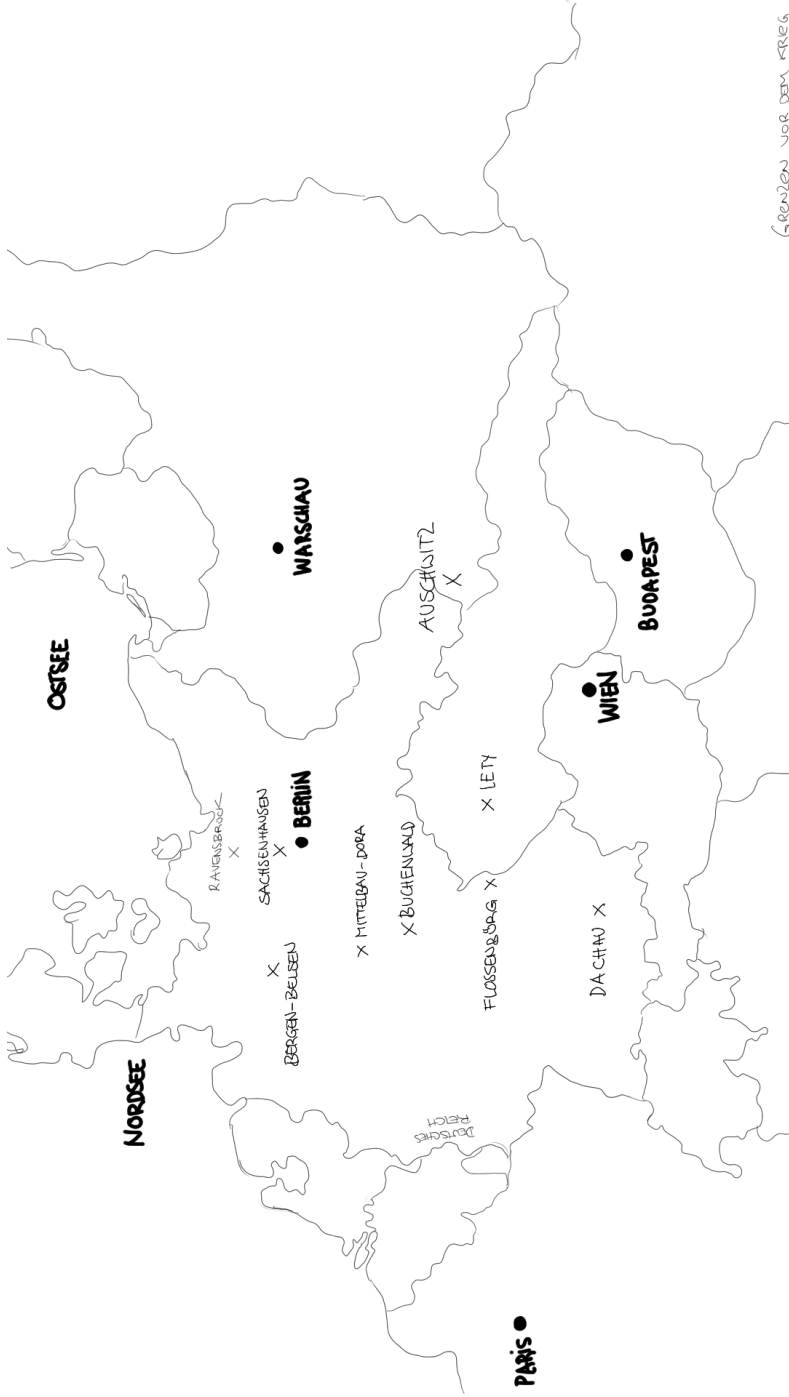 OSTSEE
NORDSEE
RAVENSBRÜCK
SACHSENHAUSEN
BERLIN
WARSCHAU
BERGEN-BELSEN
MITTELBAU-DORA
BUCHENWALD
AUSCHWITZ
DEUTSCHES
REICH
FLOSSENBÜRG
LETY
PARIS
DACHAU
WIEN
BUDAPEST
GRENZEN VOR DEM KRIEG